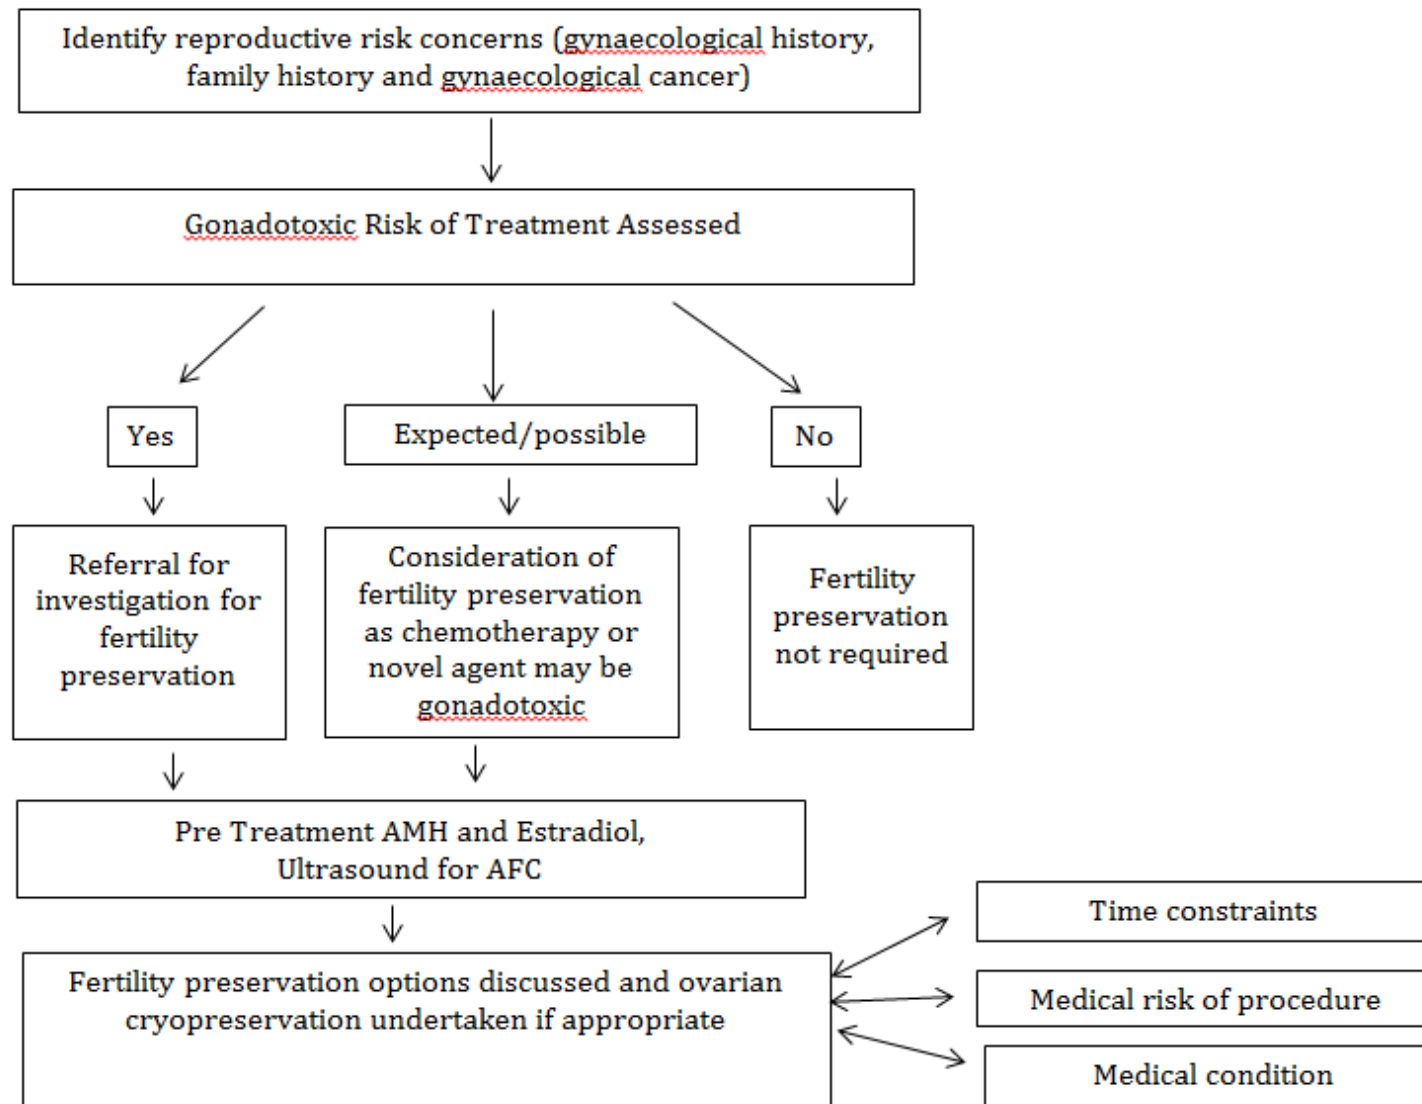 Identify reproductive risk concerns (gynaecological history,
family history and gynaecological cancer)
Gonadotoxic Risk of Treatment Assessed
Yes
Expected/possible
No
Referral for
investigation for
fertility
preservation
Consideration of
fertility preservation
as chemotherapy or
novel agent may be
gonadotoxic
Fertility
preservation
not required
Pre Treatment AMH and Estradiol,
Ultrasound for AFC
Fertility preservation options discussed and ovarian
cryopreservation undertaken if appropriate
Time constraints
Medical risk of procedure
Medical condition